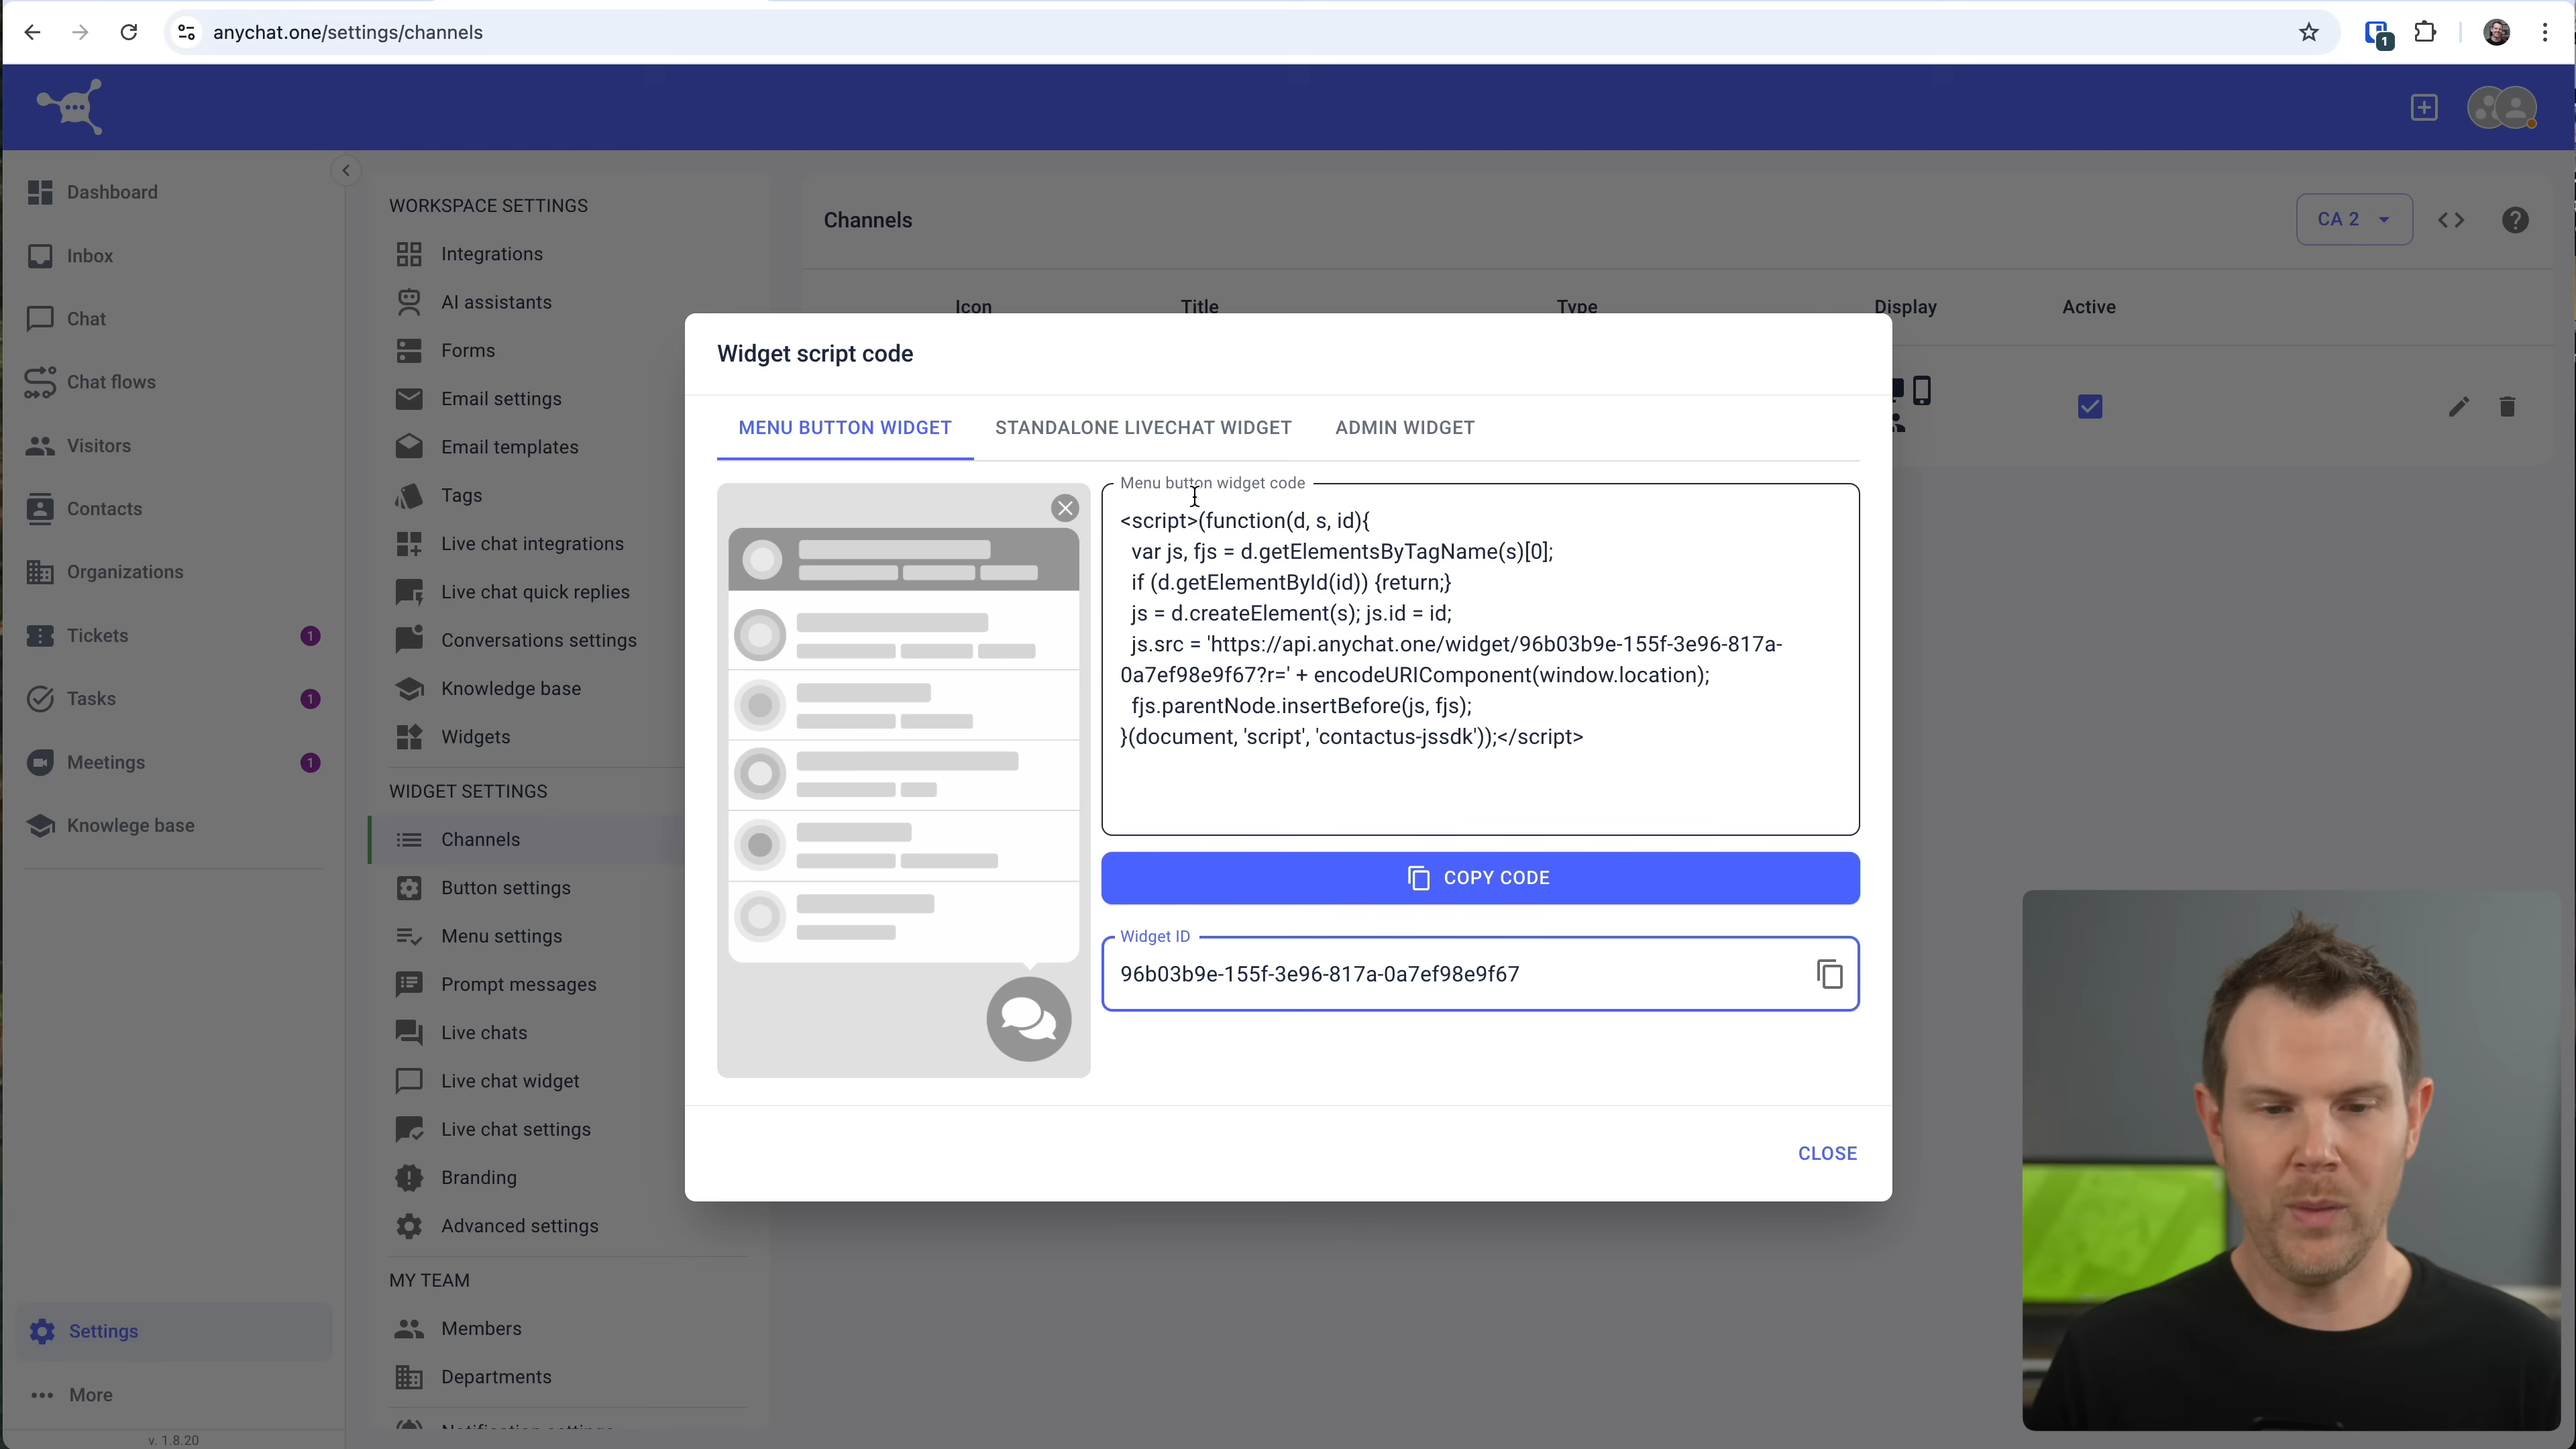 anychat.one/settings/channels
1
Dashboard
Inbox
Chat
Chat flows
Visitors
Contacts
Organizations
Tickets
1
Tasks
1
Meetings
1
Knowlege base
Settings
More
v. 1.8.20
WORKSPACE SETTINGS
Integrations
AI assistants
Forms
Email settings
Email templates
Tags
Live chat integrations
Live chat quick replies
Conversations settings
Knowledge base
Widgets
WIDGET SETTINGS
Channels
Button settings
Menu settings
Prompt messages
Live chats
Live chat widget
Live chat settings
Branding
Advanced settings
MY TEAM
Members
Departments
Channels
CA 2
Icon
Title
Type
Display
Active
Widget script code
MENU BUTTON WIDGET
STANDALONE LIVECHAT WIDGET
ADMIN WIDGET
Menu button widget code
<script>(function(d, s, id){
var js, fjs = d.getElementsByTagName(s)[0];
if (d.getElementById(id)) {return;}
js = d.createElement(s); js.id = id;
js.src = 'https://api.anychat.one/widget/96b03b9e-155f-3e96-817a-
0a7ef98e9f67?r=' + encodeURIComponent(window.location);
fjs.parentNode.insertBefore(js, fjs);
}(document, 'script', 'contactus-jssdk'));</script>
COPY CODE
Widget ID
96b03b9e-155f-3e96-817a-0a7ef98e9f67
CLOSE